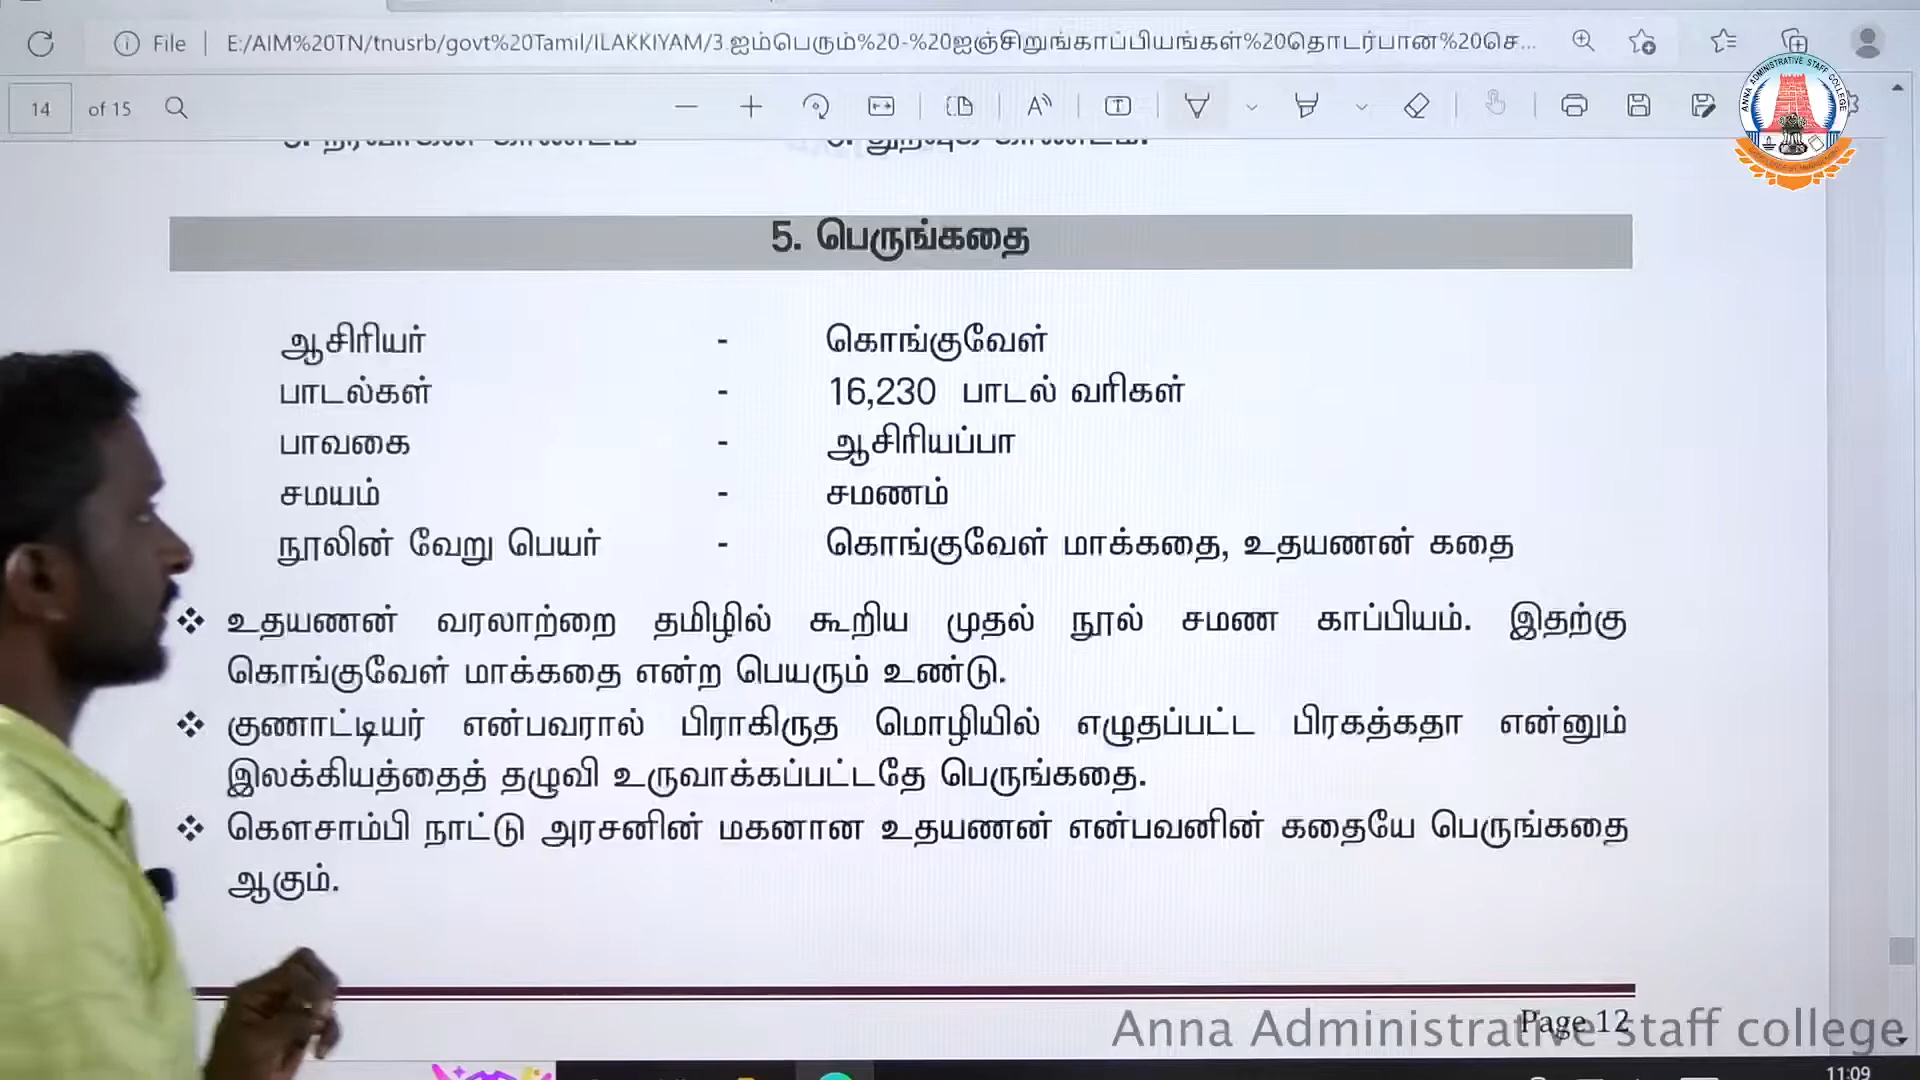 File
E:/AIM%20TN/tnusrb/govt%20Tamil/ILAKKIYAM/3.ஐம்பெரும்%20-%20ஐஞ்சிறுங்காப்பியங்கள்%20தொடர்பான%20செ...
14 of 15
ANNA ADMINISTRATIVE STAFF COLLEGE
5. பெருங்கதை
ஆசிரியர் - கொங்குவேள்
பாடல்கள் - 16,230 பாடல் வரிகள்
பாவகை - ஆசிரியப்பா
சமயம் - சமணம்
நூலின் வேறு பெயர் - கொங்குவேள் மாக்கதை, உதயணன் கதை
❖ உதயணன் வரலாற்றை தமிழில் கூறிய முதல் நூல் சமண காப்பியம். இதற்கு
கொங்குவேள் மாக்கதை என்ற பெயரும் உண்டு.
❖ குணாட்டியர் என்பவரால் பிராகிருத மொழியில் எழுதப்பட்ட பிரகத்கதா என்னும்
இலக்கியத்தைத் தழுவி உருவாக்கப்பட்டதே பெருங்கதை.
❖ கௌசாம்பி நாட்டு அரசனின் மகனான உதயணன் என்பவனின் கதையே பெருங்கதை
ஆகும்.
Page 12
Anna Administrative staff college
11:09